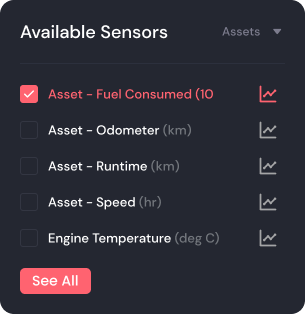 Available Sensors
Assets
Asset - Fuel Consumed (10
Asset - Odometer (km)
Asset - Runtime (km)
Asset - Speed (hr)
Engine Temperature (deg C)
See All